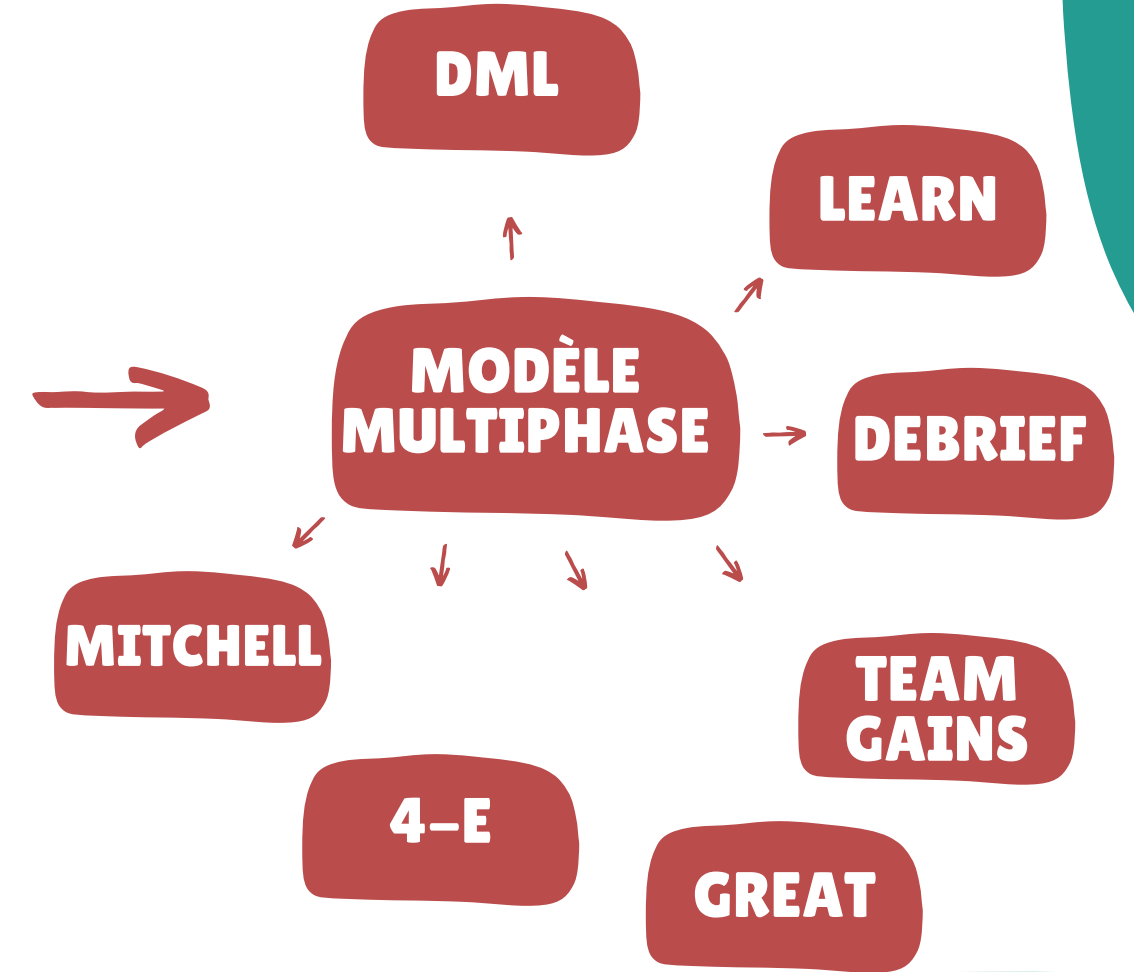 DML
LEARN
MODÈLE
MULTIPHASE
DEBRIEF
MITCHELL
TEAM
GAINS
4-E
GREAT